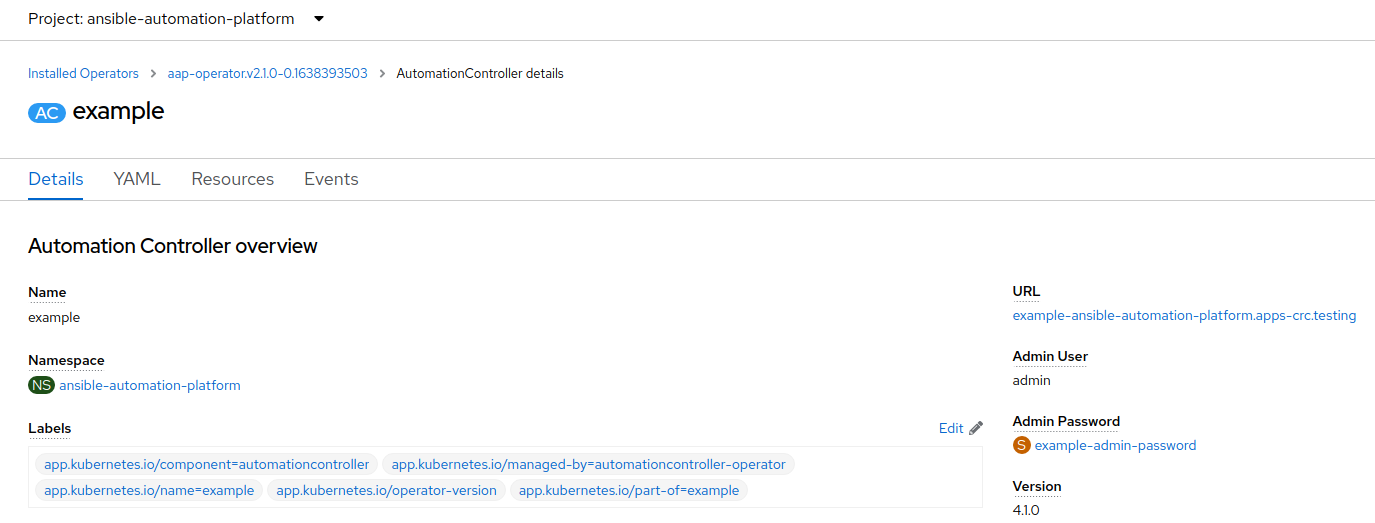 Project: ansible-automation-platform
Installed Operators > aap-operator.v2.1.0-0.1638393503 > AutomationController details
AC example
Details YAML Resources Events
Automation Controller overview
Name
example
Namespace
NS ansible-automation-platform
Labels Edit
app.kubernetes.io/component=automationcontroller app.kubernetes.io/managed-by=automationcontroller-operator
app.kubernetes.io/name=example app.kubernetes.io/operator-version app.kubernetes.io/part-of=example
URL
example-ansible-automation-platform.apps-crc.testing
Admin User
admin
Admin Password
S example-admin-password
Version
4.1.0